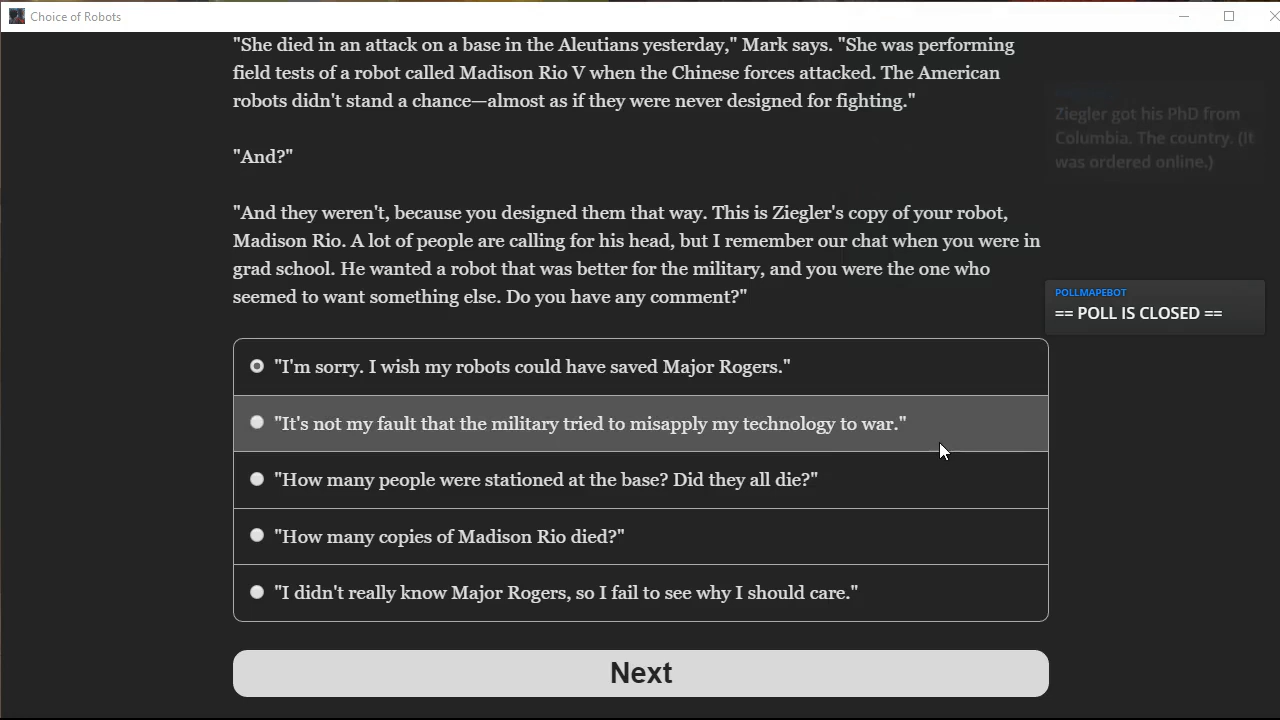 Choice of Robots
"She died in an attack on a base in the Aleutians yesterday," Mark says. "She was performing
field tests of a robot called Madison Rio V when the Chinese forces attacked. The American
robots didn't stand a chance—almost as if they were never designed for fighting."
"And?"
"And they weren't, because you designed them that way. This is Ziegler's copy of your robot,
Madison Rio. A lot of people are calling for his head, but I remember our chat when you were in
grad school. He wanted a robot that was better for the military, and you were the one who
seemed to want something else. Do you have any comment?"
"I'm sorry. I wish my robots could have saved Major Rogers."
"It's not my fault that the military tried to misapply my technology to war."
"How many people were stationed at the base? Did they all die?"
"How many copies of Madison Rio died?"
"I didn't really know Major Rogers, so I fail to see why I should care."
Next
Ziegler got his PhD from
Columbia. The country. (It
was ordered online.)
POLLMAPEBOT
== POLL IS CLOSED ==